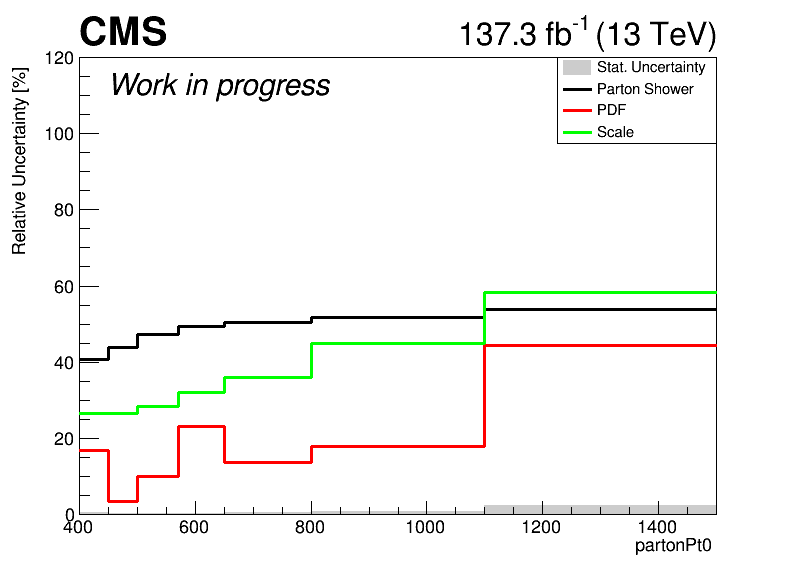 CMS
137.3 fb-1 (13 TeV)
Work in progress
Stat. Uncertainty
Parton Shower
PDF
Scale
Relative Uncertainty [%]
120
100
80
60
40
20
0
400 600 800 1000 1200 1400
partonPt0